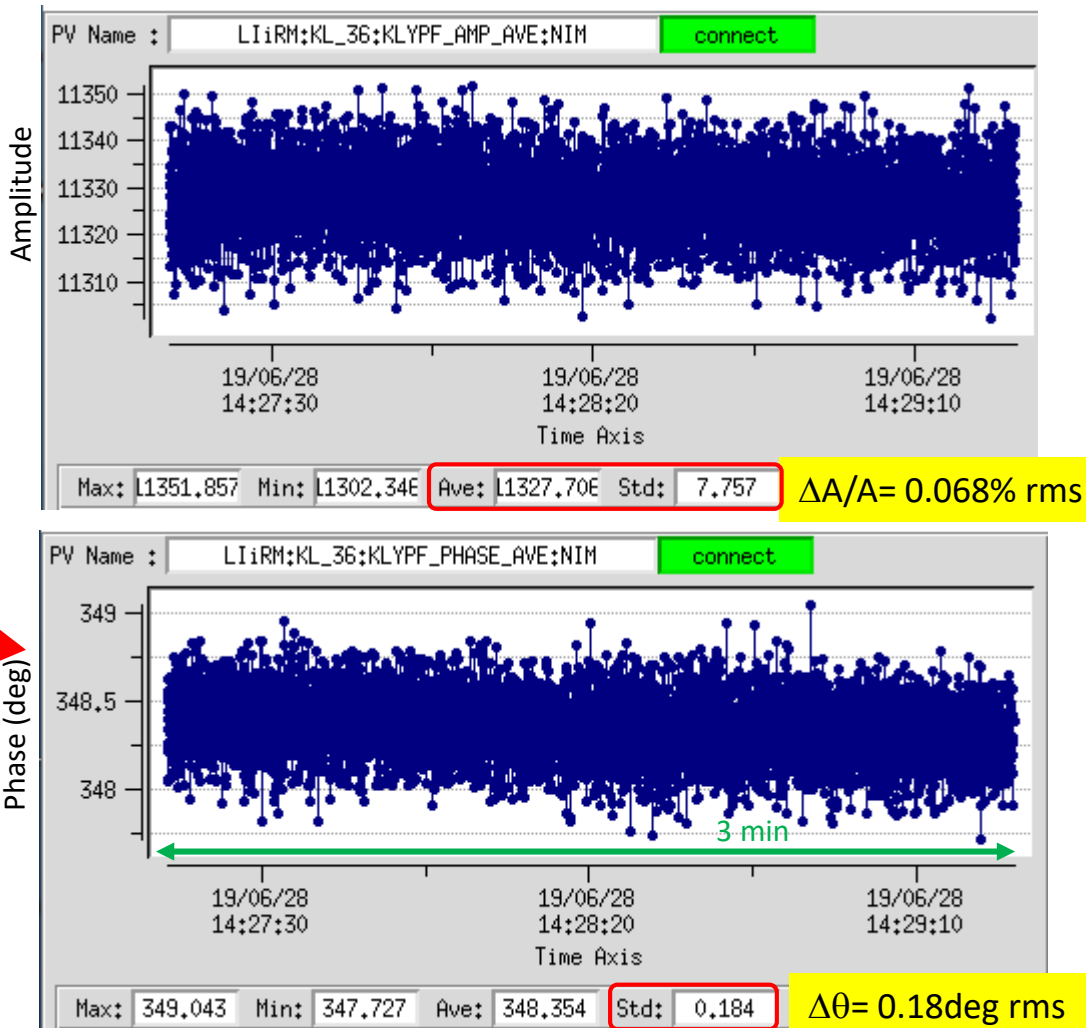 PV Name : LIiRM:KL_36:KLYPF_AMP_AVE:NIM connect
Amplitude
11350
11340
11330
11320
11310
19/06/28 19/06/28 19/06/28
14:27:30 14:28:20 14:29:10
Time Axis
Max: 11351.857 Min: 11302.346 Ave: 11327.706 Std: 7.757 ΔA/A= 0.068% rms
PV Name : LIiRM:KL_36:KLYPF_PHASE_AVE:NIM connect
Phase (deg)
349
348.5
348
3 min
19/06/28 19/06/28 19/06/28
14:27:30 14:28:20 14:29:10
Time Axis
Max: 349.043 Min: 347.727 Ave: 348.354 Std: 0.184 Δθ= 0.18deg rms